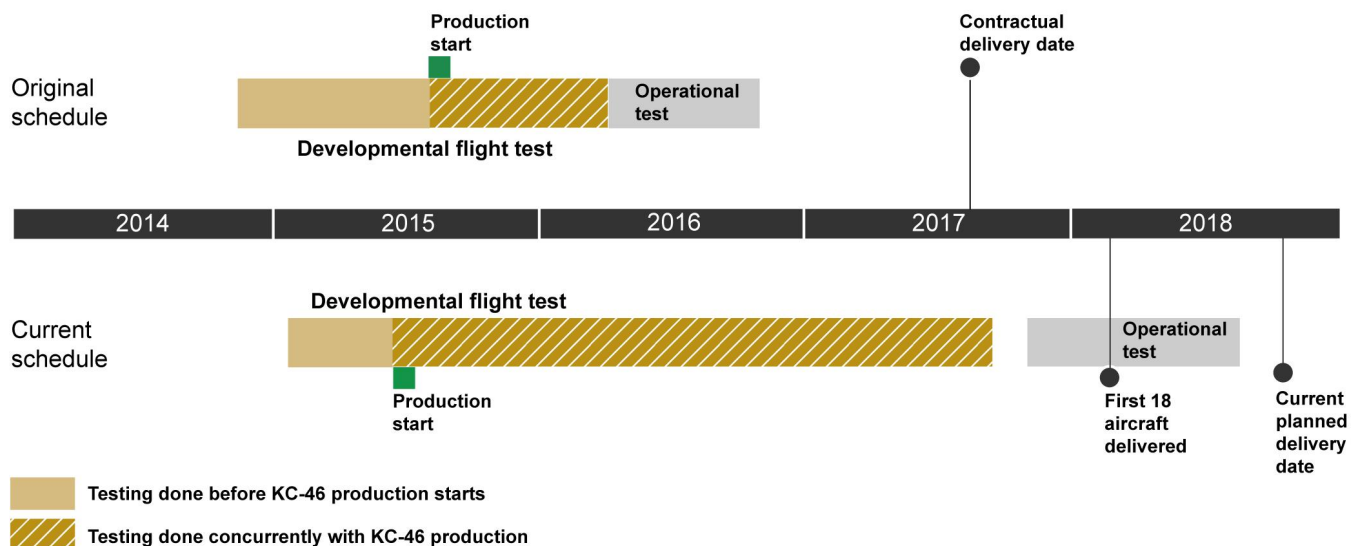 Production
start
Contractual
delivery date
Original
schedule
Operational
test
Developmental flight test
2014 2015 2016 2017 2018
Developmental flight test
Current
schedule
Operational
test
Production
start
First 18
aircraft
delivered
Current
planned
delivery
date
Testing done before KC-46 production starts
Testing done concurrently with KC-46 production